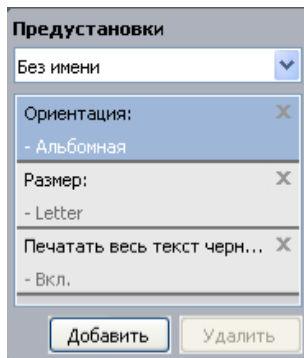 Предустановки
Без имени
Ориентация:
- Альбомная
Размер:
- Letter
Печатать весь текст черн...
- Вкл.
Добавить Удалить